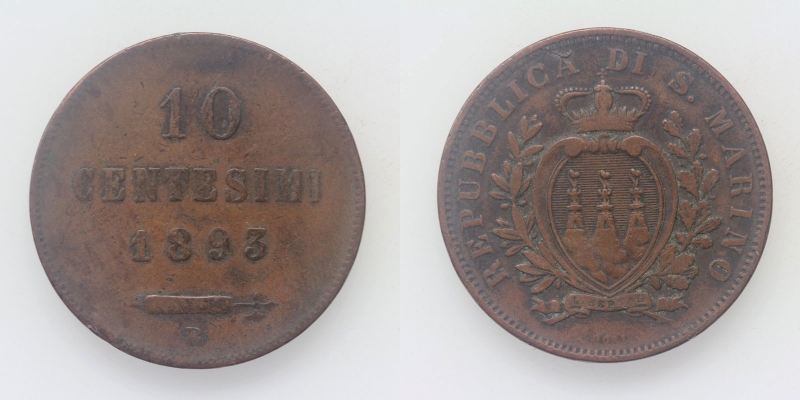 10
CENTESIMI
1893
R
REPUBBLICA DI S. MARINO